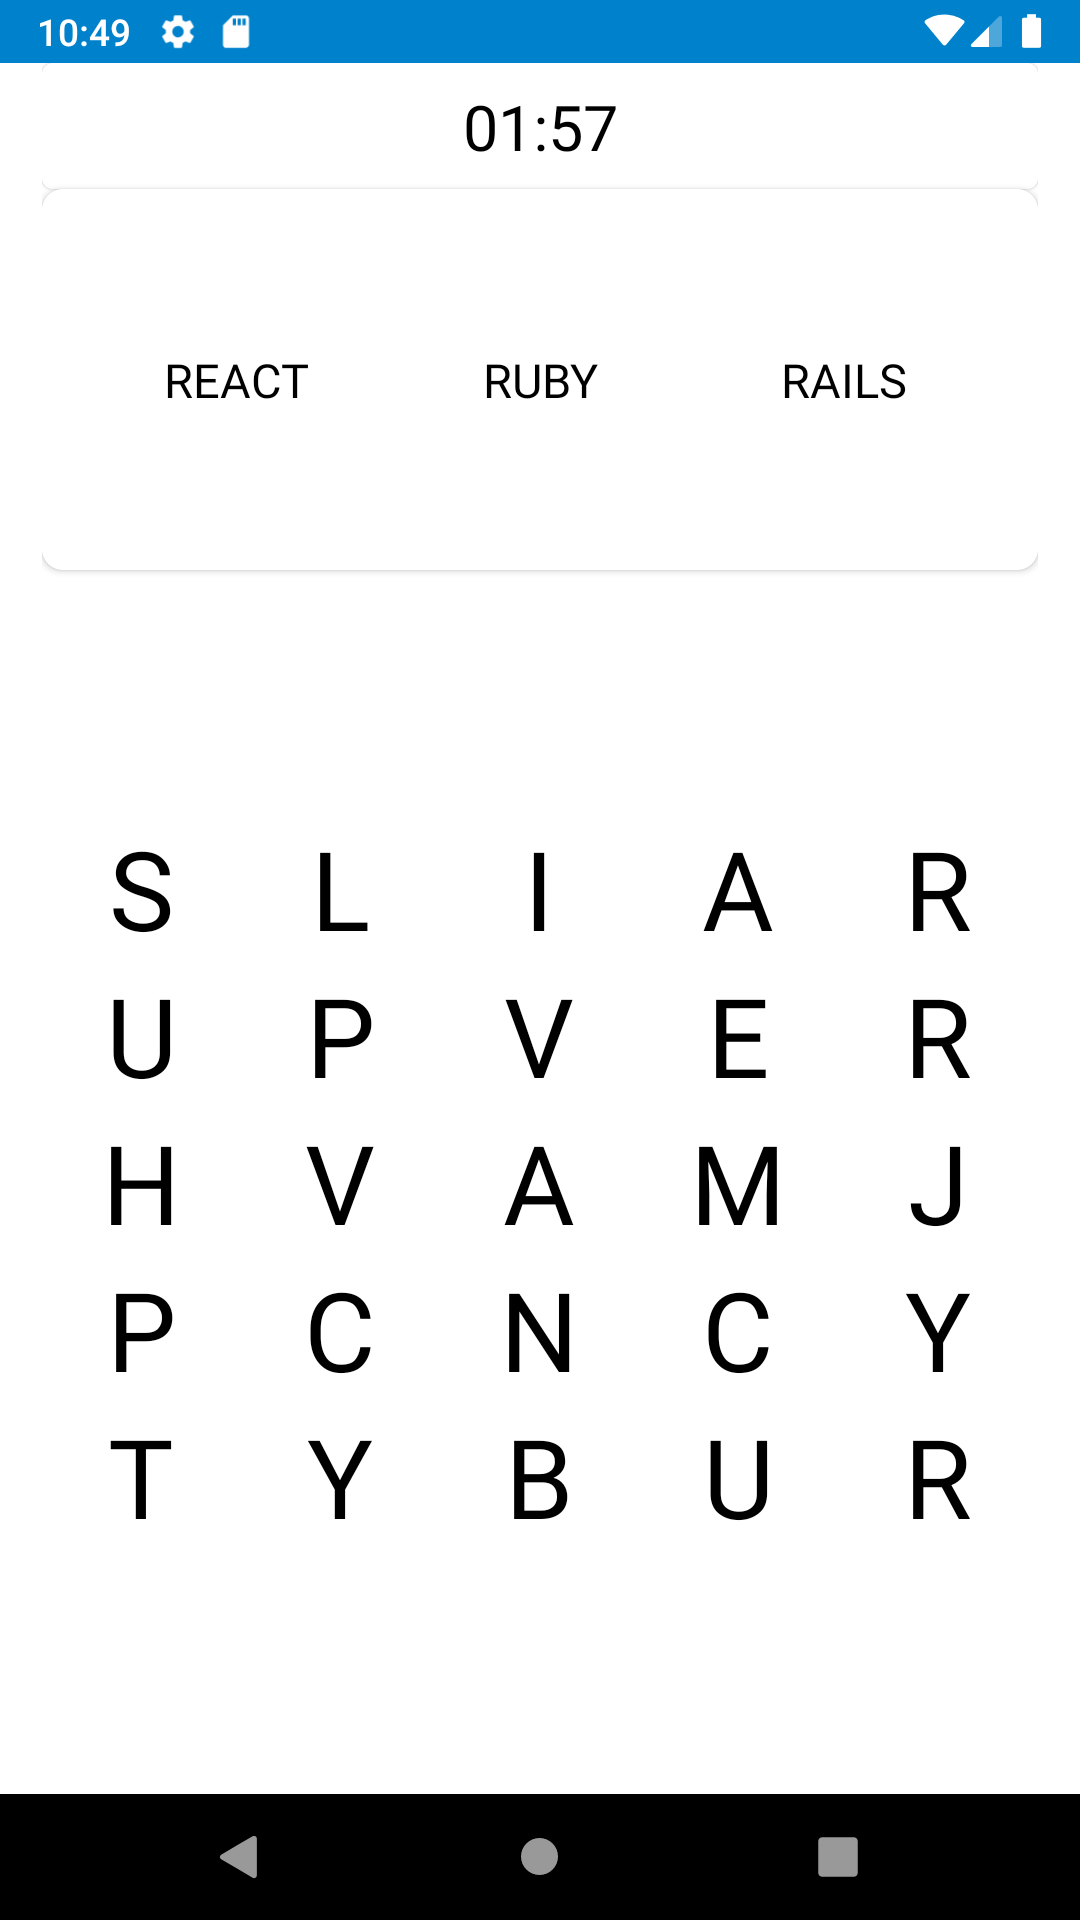 10:49
01:57
REACT RUBY RAILS
S L I A R
U P V E R
H V A M J
P C N C Y
T Y B U R